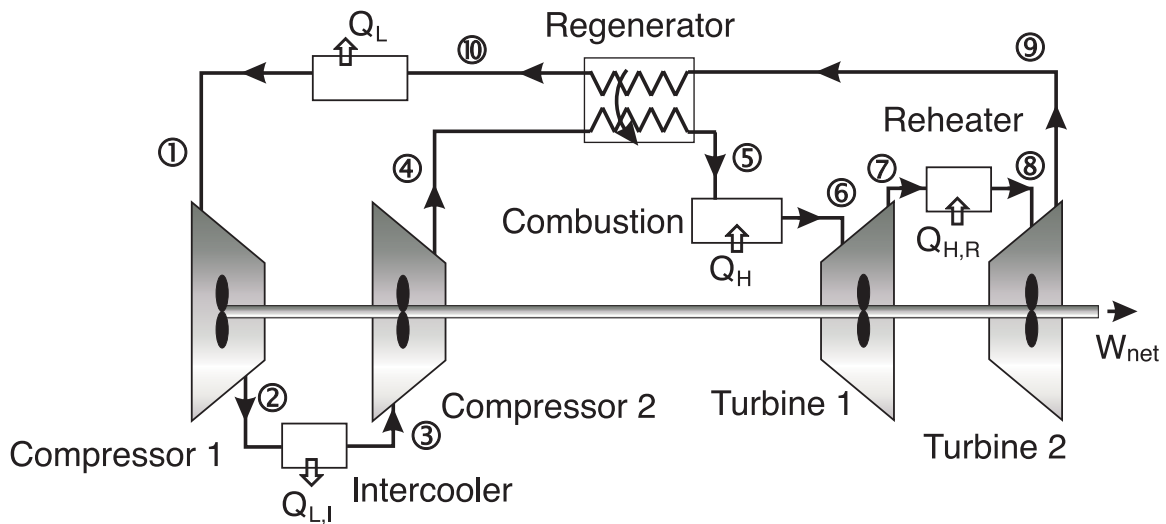 Q_L
Regenerator
⑩
⑨
①
④
⑤
Reheater
⑦
⑧
⑥
Combustion
Q_H
Q_H,R
W_net
②
③
Compressor 1
Compressor 2
Turbine 1
Turbine 2
Intercooler
Q_L,I